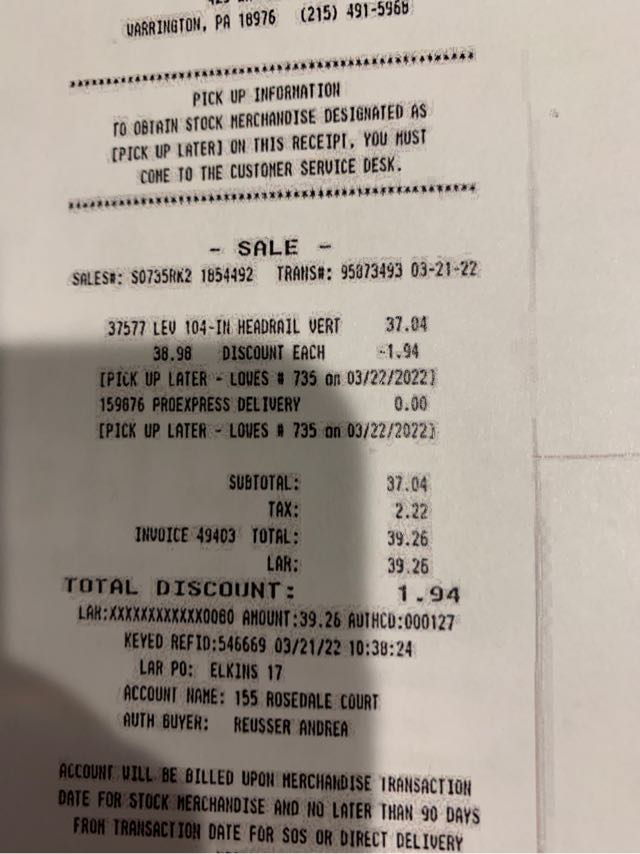 WARRINGTON, PA 18976 (215) 491-5968
****************************************************
PICK UP INFORMATION
TO OBTAIN STOCK MERCHANDISE DESIGNATED AS
[PICK UP LATER] ON THIS RECEIPT, YOU MUST
COME TO THE CUSTOMER SERVICE DESK.
****************************************************
- SALE -
SALES#: S0735RK2 1854492 TRANS#: 95873493 03-21-22
37577 LEV 104-IN HEADRAIL VERT 37.04
38.98 DISCOUNT EACH -1.94
[PICK UP LATER - LOWES # 735 on 03/22/2022]
159876 PROEXPRESS DELIVERY 0.00
[PICK UP LATER - LOWES # 735 on 03/22/2022]
SUBTOTAL: 37.04
TAX: 2.22
INVOICE 49403 TOTAL: 39.26
LAR: 39.26
TOTAL DISCOUNT: 1.94
LAR:XXXXXXXXXXXX0080 AMOUNT:39.26 AUTHCD:000127
KEYED REFID:546669 03/21/22 10:38:24
LAR PO: ELKINS 17
ACCOUNT NAME: 155 ROSEDALE COURT
AUTH BUYER: REUSSER ANDREA
ACCOUNT WILL BE BILLED UPON MERCHANDISE TRANSACTION
DATE FOR STOCK MERCHANDISE AND NO LATER THAN 90 DAYS
FROM TRANSACTION DATE FOR SOS OR DIRECT DELIVERY